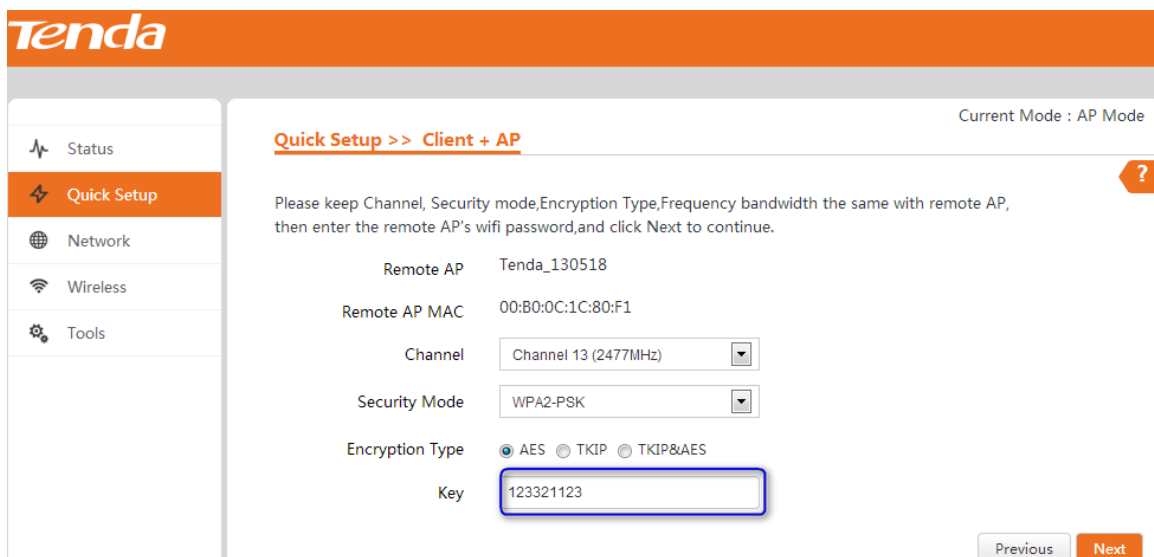 Tenda
Current Mode : AP Mode
Quick Setup >> Client + AP
Status
Quick Setup
Network
Wireless
Tools
?
Please keep Channel, Security mode,Encryption Type,Frequency bandwidth the same with remote AP,
then enter the remote AP's wifi password,and click Next to continue.
Remote AP Tenda_130518
Remote AP MAC 00:B0:0C:1C:80:F1
Channel Channel 13 (2477MHz)
Security Mode WPA2-PSK
Encryption Type AES TKIP TKIP&AES
Key 123321123
Previous Next